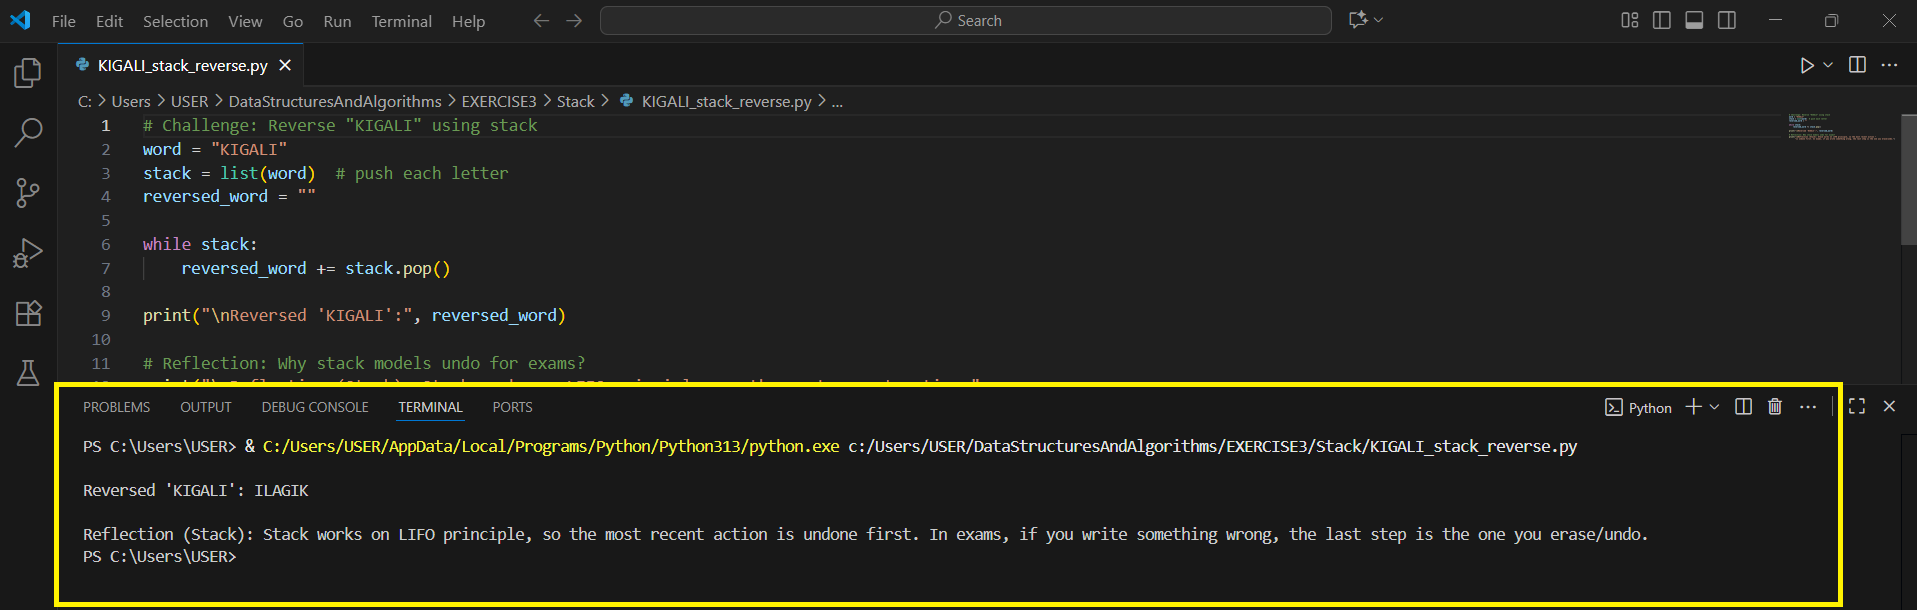 File Edit Selection View Go Run Terminal Help Search
KIGALI_stack_reverse.py
C: > Users > USER > DataStructuresAndAlgorithms > EXERCISE3 > Stack > KIGALI_stack_reverse.py > ...
1 # Challenge: Reverse "KIGALI" using stack
2 word = "KIGALI"
3 stack = list(word)  # push each letter
4 reversed_word = ""
5
6 while stack:
7     reversed_word += stack.pop()
8
9 print("\nReversed 'KIGALI':", reversed_word)
10
11 # Reflection: Why stack models undo for exams?
PROBLEMS OUTPUT DEBUG CONSOLE TERMINAL PORTS Python
PS C:\Users\USER> & C:/Users/USER/AppData/Local/Programs/Python/Python313/python.exe c:/Users/USER/DataStructuresAndAlgorithms/EXERCISE3/Stack/KIGALI_stack_reverse.py
Reversed 'KIGALI': ILAGIK
Reflection (Stack): Stack works on LIFO principle, so the most recent action is undone first. In exams, if you write something wrong, the last step is the one you erase/undo.
PS C:\Users\USER>